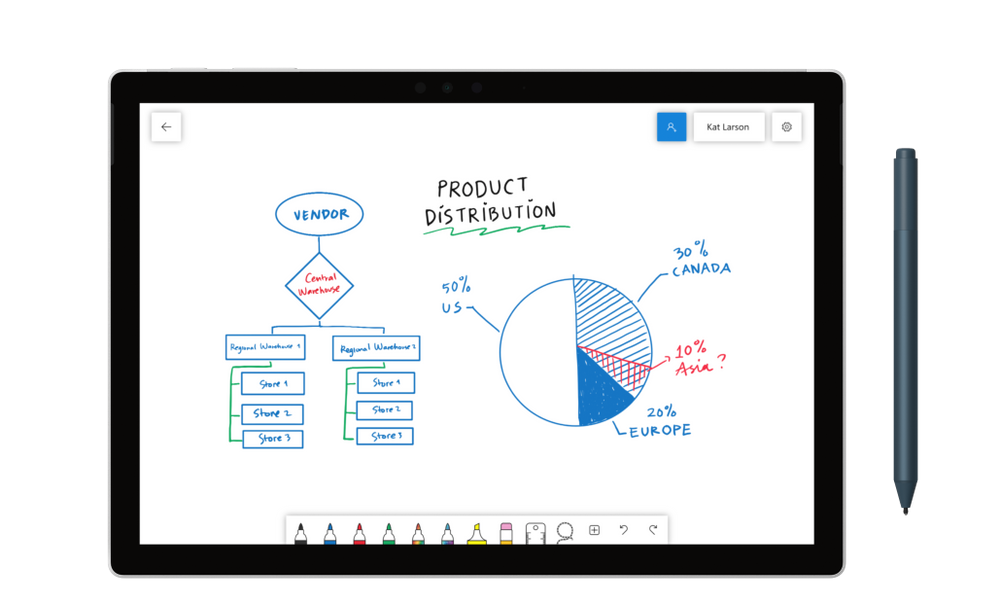 Kat Larson
PRODUCT
DISTRIBUTION
VENDOR
Central
Warehouse
Regional Warehouse 1
Regional Warehouse 2
Store 1
Store 2
Store 3
Store 1
Store 2
Store 3
50%
US
30%
CANADA
10%
Asia?
20%
EUROPE